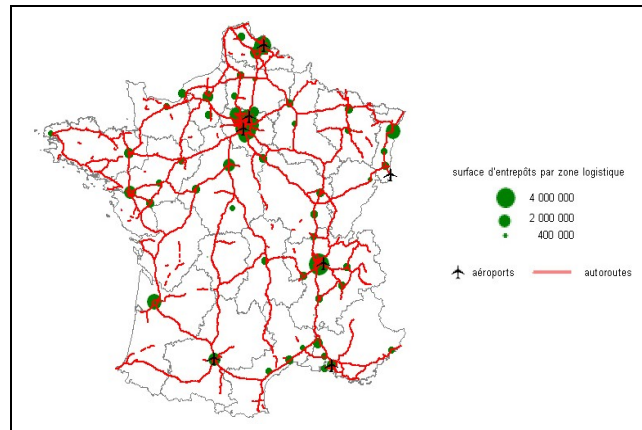 surface d'entrepôts par zone logistique
4 000 000
2 000 000
400 000
aéroports
autoroutes